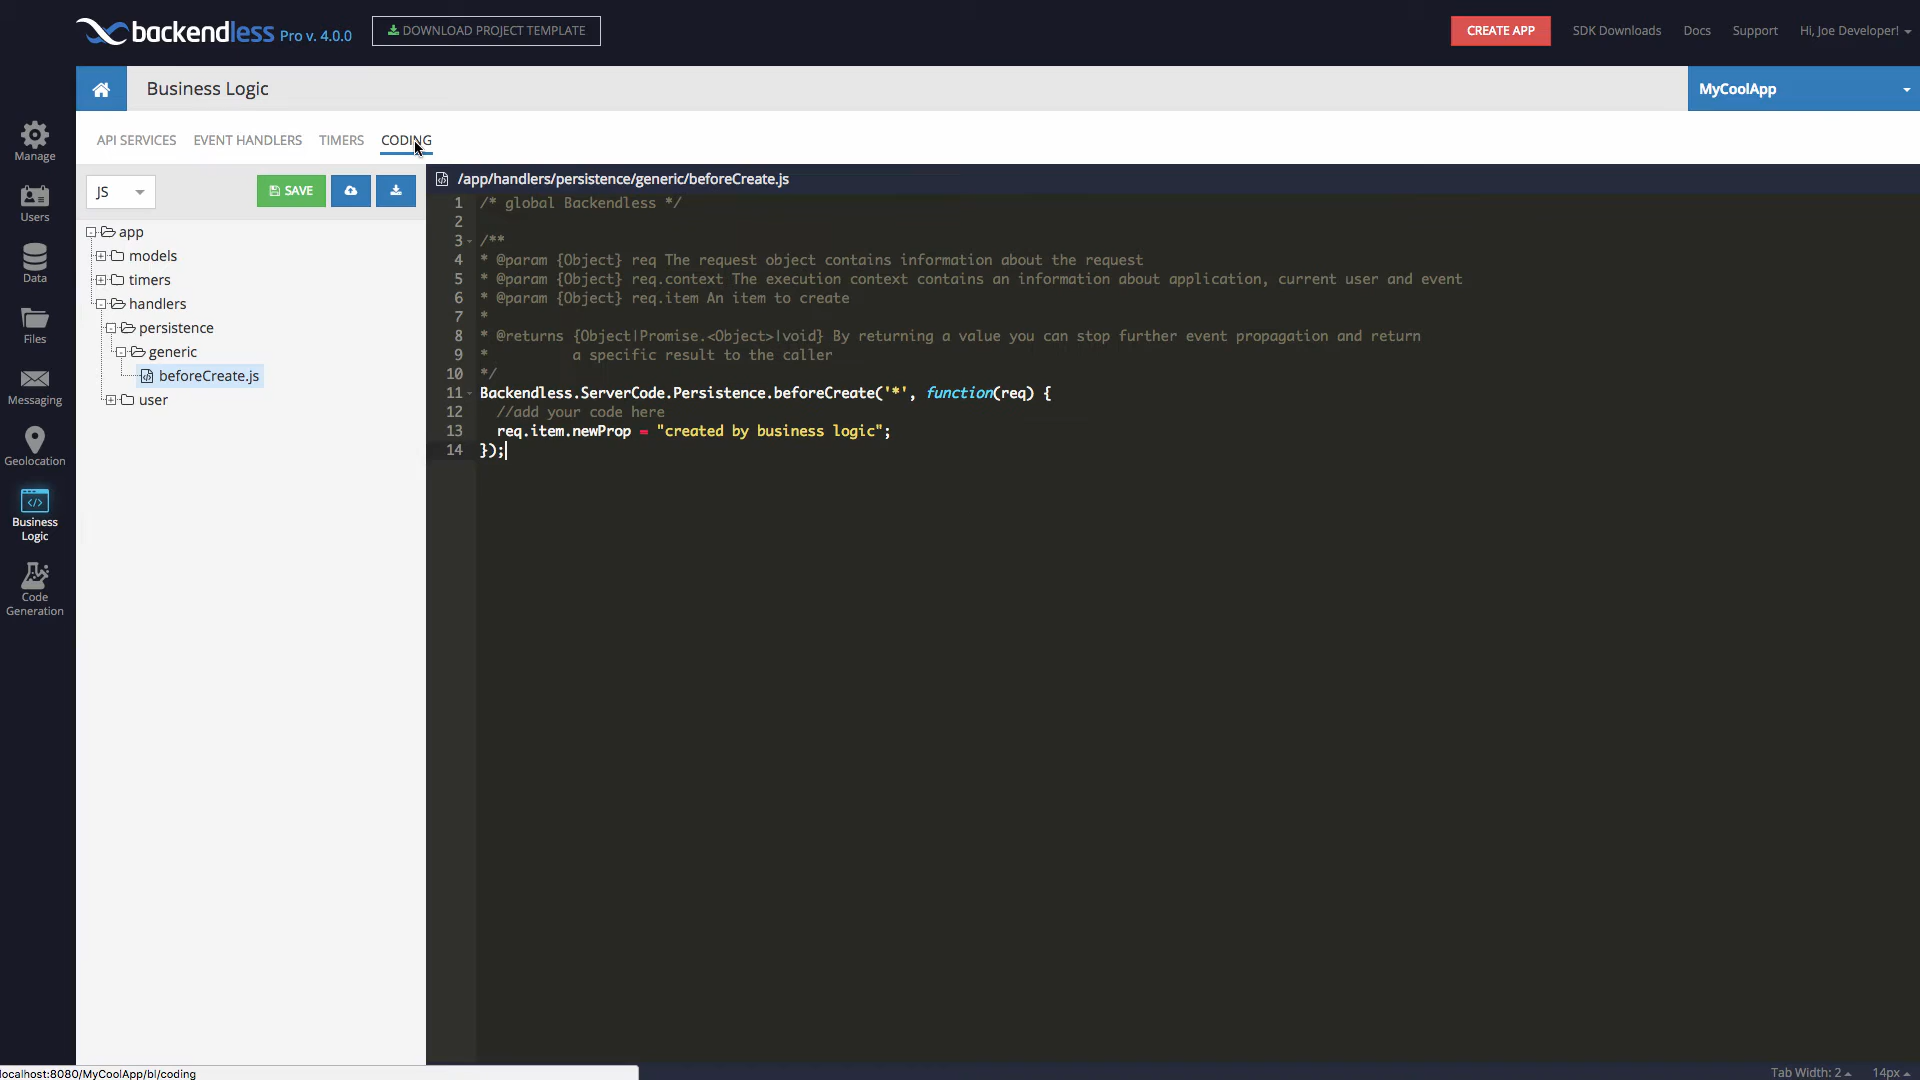 backendless Pro v. 4.0.0
DOWNLOAD PROJECT TEMPLATE
CREATE APP
SDK Downloads
Docs
Support
Hi, Joe Developer!
Business Logic
MyCoolApp
Manage
Users
Data
Files
Messaging
Geolocation
Business
Logic
Code
Generation
API SERVICES
EVENT HANDLERS
TIMERS
CODING
JS
SAVE
app
models
timers
handlers
persistence
generic
beforeCreate.js
user
/app/handlers/persistence/generic/beforeCreate.js
1 /* global Backendless */
2
3 /**
4 * @param {Object} req The request object contains information about the request
5 * @param {Object} req.context The execution context contains an information about application, current user and event
6 * @param {Object} req.item An item to create
7 *
8 * @returns {Object|Promise.<Object>|void} By returning a value you can stop further event propagation and return
9 * a specific result to the caller
10 */
11 Backendless.ServerCode.Persistence.beforeCreate('*', function(req) {
12 //add your code here
13 req.item.newProp = "created by business logic";
14 });
localhost:8080/MyCoolApp/bl/coding
Tab Width: 2
14px